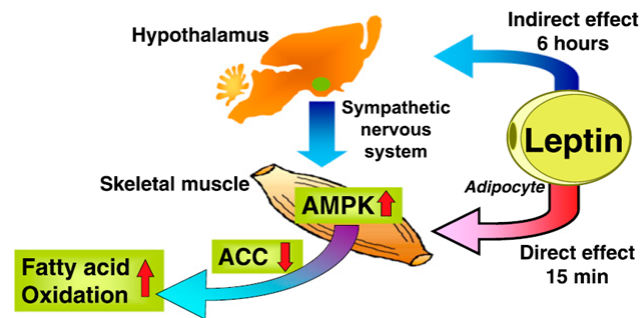 Indirect effect
6 hours
Hypothalamus
Sympathetic
nervous
system
Leptin
Adipocyte
Skeletal muscle
AMPK
Direct effect
15 min
ACC
Fatty acid
Oxidation